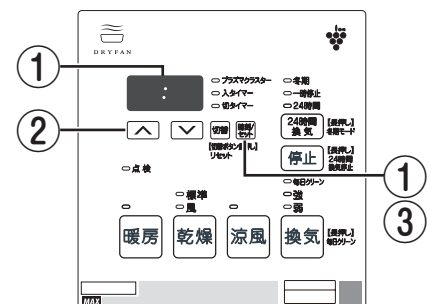 DRYFAN
①
:
プラズマクラスター
入タイマー
切タイマー
冬期
一時停止
24時間
②
切替
時刻/セット
24時間
換気
【長押し】
冬期モード
【切替ボタン長押し】
リセット
停止
【長押し】
24時間
換気停止
点検
①
③
毎日クリーン
標準
風
強
弱
暖房
乾燥
涼風
換気
【長押し】
毎日クリーン
MAX